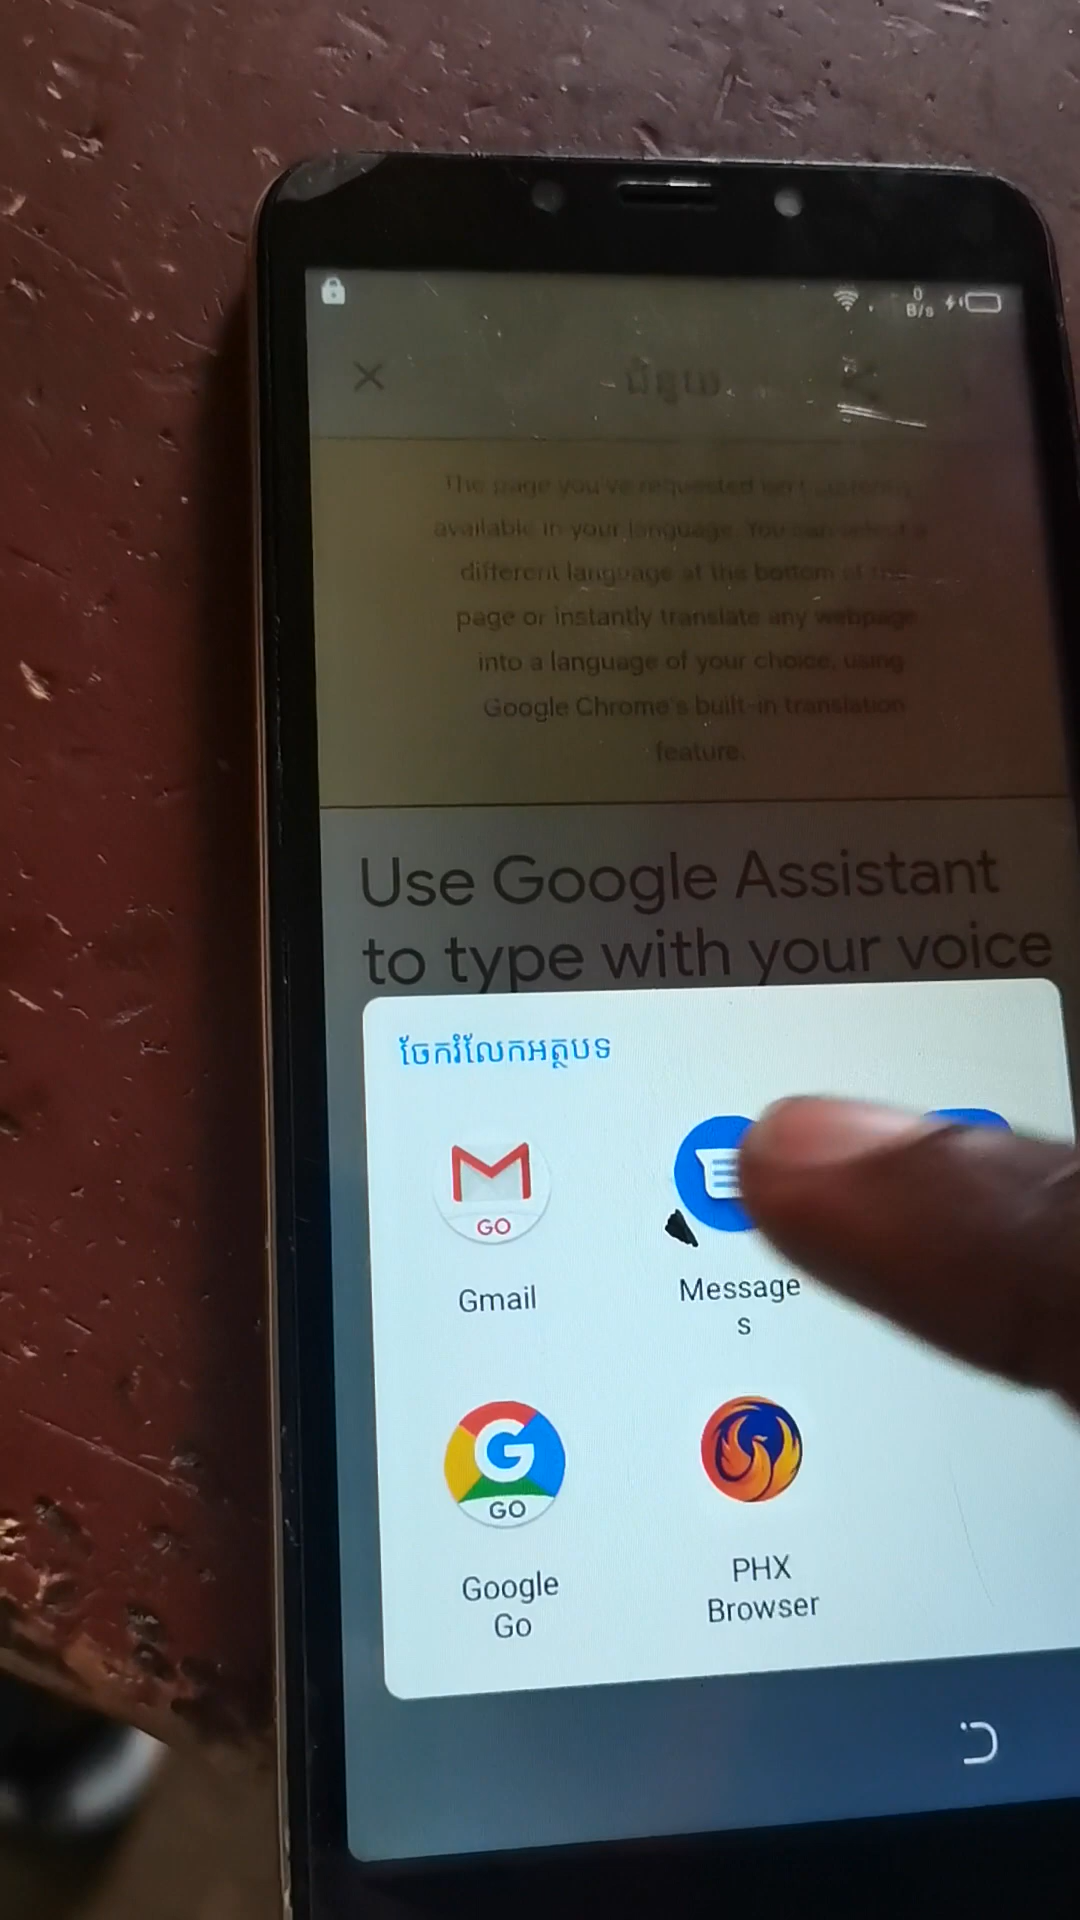 0
B/s
ជំនួយ
The page you've requested isn't currently
available in your language. You can select a
different language at the bottom of the
page or instantly translate any webpage
into a language of your choice, using
Google Chrome's built-in translation
feature.
Use Google Assistant
to type with your voice
ចែករំលែកអត្ថបទ
GO
Gmail
Message
s
G
GO
Google
Go
PHX
Browser